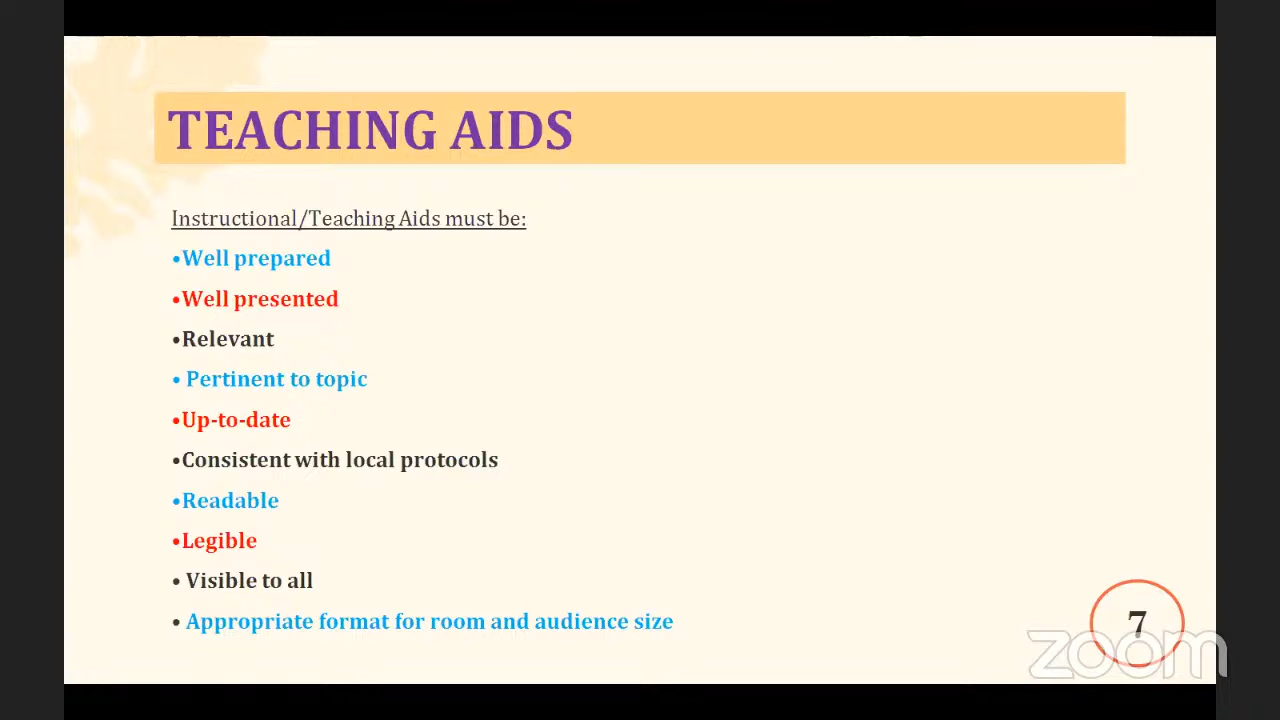 TEACHING AIDS
Instructional/Teaching Aids must be:
•Well prepared
•Well presented
•Relevant
• Pertinent to topic
•Up-to-date
•Consistent with local protocols
•Readable
•Legible
• Visible to all
• Appropriate format for room and audience size
7
zoom